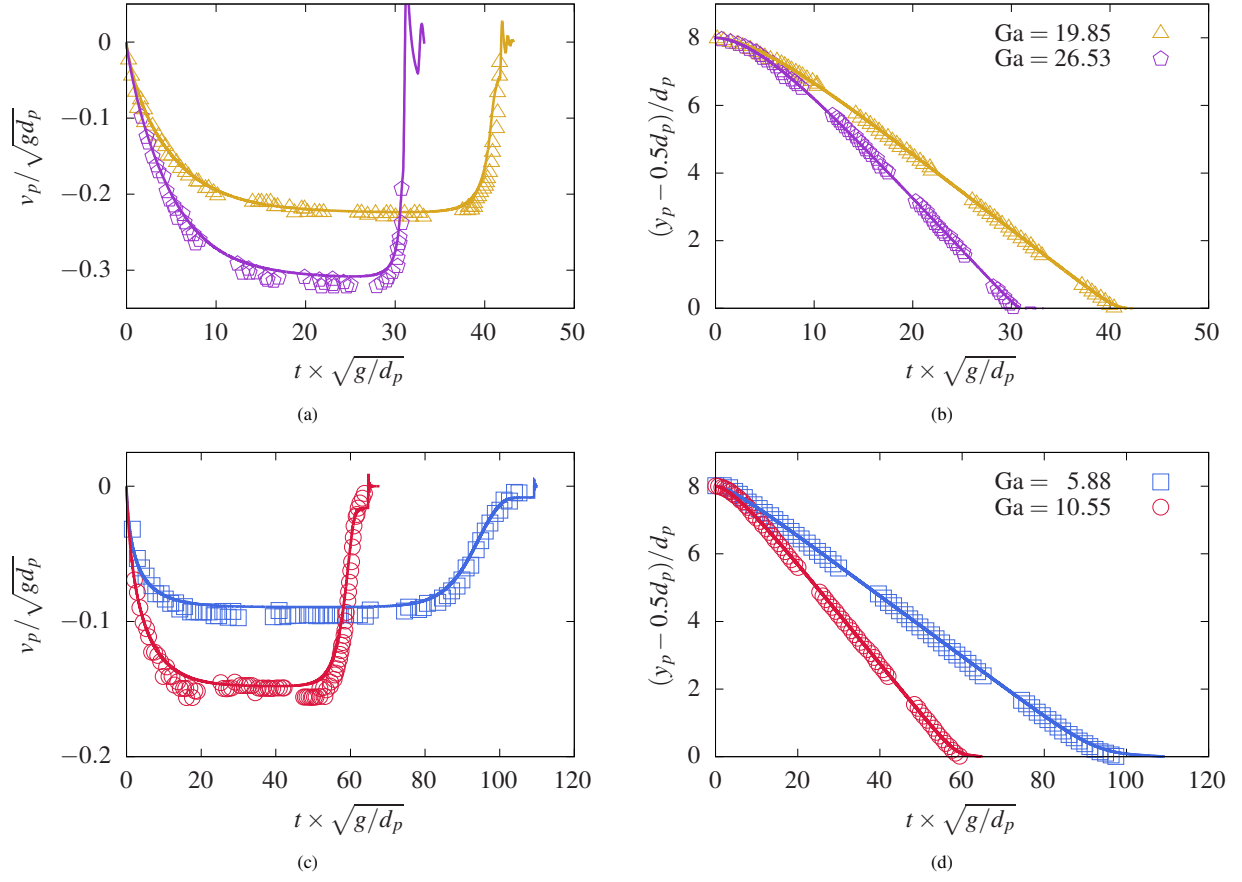 0
−0.1
−0.2
−0.3
0 10 20 30 40 50
v_p/√gd_p
t × √g/d_p
(a)
8
6
4
2
0
0 10 20 30 40 50
(y_p − 0.5d_p)/d_p
t × √g/d_p
Ga = 19.85
Ga = 26.53
(b)
0
−0.1
−0.2
0 20 40 60 80 100 120
v_p/√gd_p
t × √g/d_p
(c)
8
6
4
2
0
0 20 40 60 80 100 120
(y_p − 0.5d_p)/d_p
t × √g/d_p
Ga = 5.88
Ga = 10.55
(d)